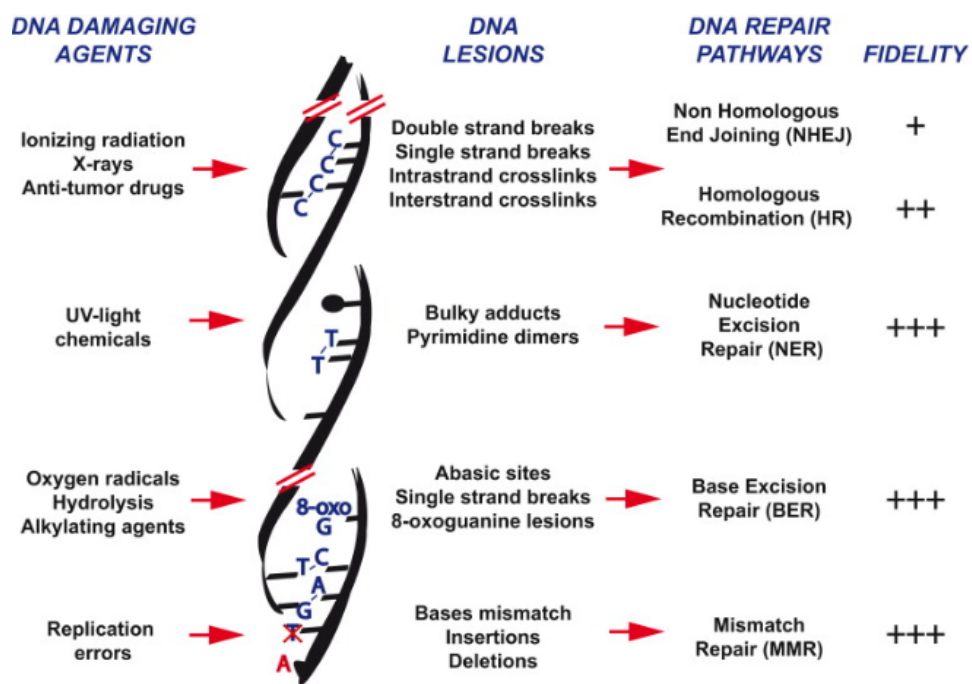 DNA DAMAGING
AGENTS
DNA
LESIONS
DNA REPAIR
PATHWAYS
FIDELITY
Ionizing radiation
X-rays
Anti-tumor drugs
C
C
C
C
Double strand breaks
Single strand breaks
Intrastrand crosslinks
Interstrand crosslinks
Non Homologous
End Joining (NHEJ)
+
Homologous
Recombination (HR)
++
UV-light
chemicals
T
T
Bulky adducts
Pyrimidine dimers
Nucleotide
Excision
Repair (NER)
+++
Oxygen radicals
Hydrolysis
Alkylating agents
8-oxo
G
T C
A
G
Abasic sites
Single strand breaks
8-oxoguanine lesions
Base Excision
Repair (BER)
+++
Replication
errors
T
A
Bases mismatch
Insertions
Deletions
Mismatch
Repair (MMR)
+++